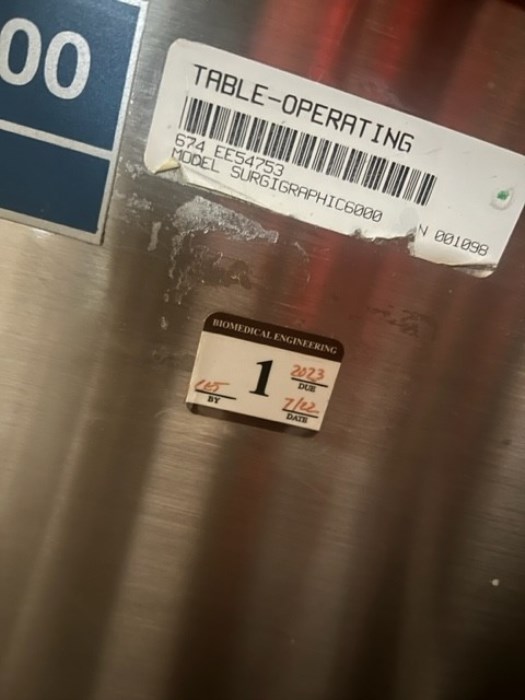 00
TABLE-OPERATING
674 EE54753
MODEL SURGIGRAPHIC6000
N 001098
BIOMEDICAL ENGINEERING
1
2023
DUE
BY
7/22
DATE